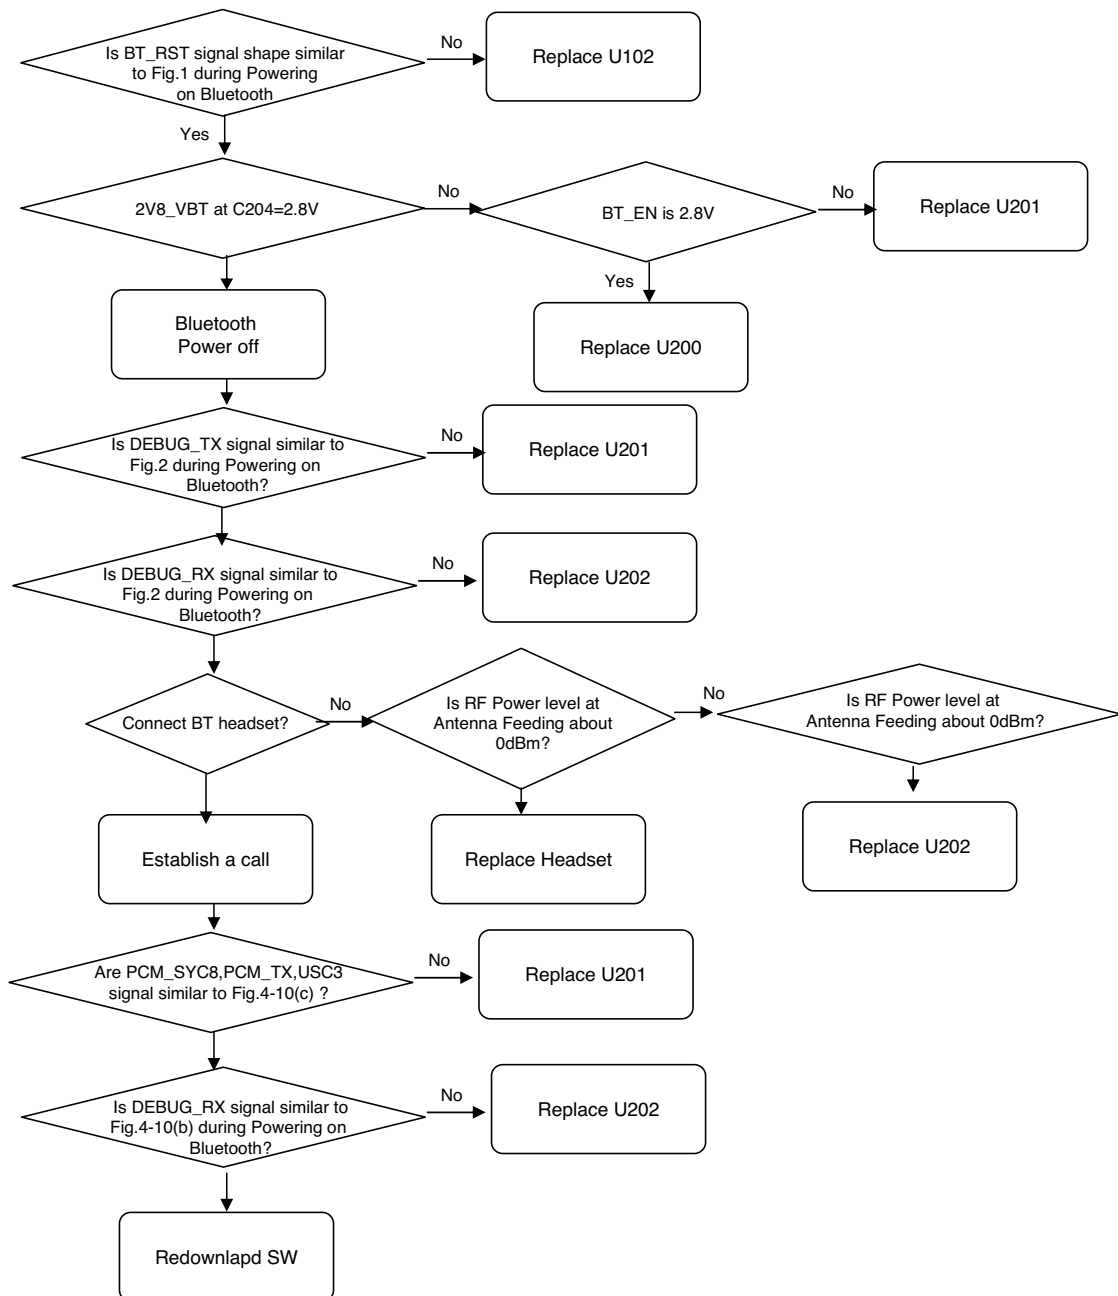 Is BT_RST signal shape similar
to Fig.1 during Powering
on Bluetooth
No
Replace U102
Yes
2V8_VBT at C204=2.8V
No
BT_EN is 2.8V
No
Replace U201
Yes
Bluetooth
Power off
Replace U200
Is DEBUG_TX signal similar to
Fig.2 during Powering on
Bluetooth?
No
Replace U201
Is DEBUG_RX signal similar to
Fig.2 during Powering on
Bluetooth?
No
Replace U202
Connect BT headset?
No
Is RF Power level at
Antenna Feeding about
0dBm?
No
Is RF Power level at
Antenna Feeding about 0dBm?
Establish a call
Replace Headset
Replace U202
Are PCM_SYC8,PCM_TX,USC3
signal similar to Fig.4-10(c) ?
No
Replace U201
Is DEBUG_RX signal similar to
Fig.4-10(b) during Powering on
Bluetooth?
No
Replace U202
Redownlapd SW